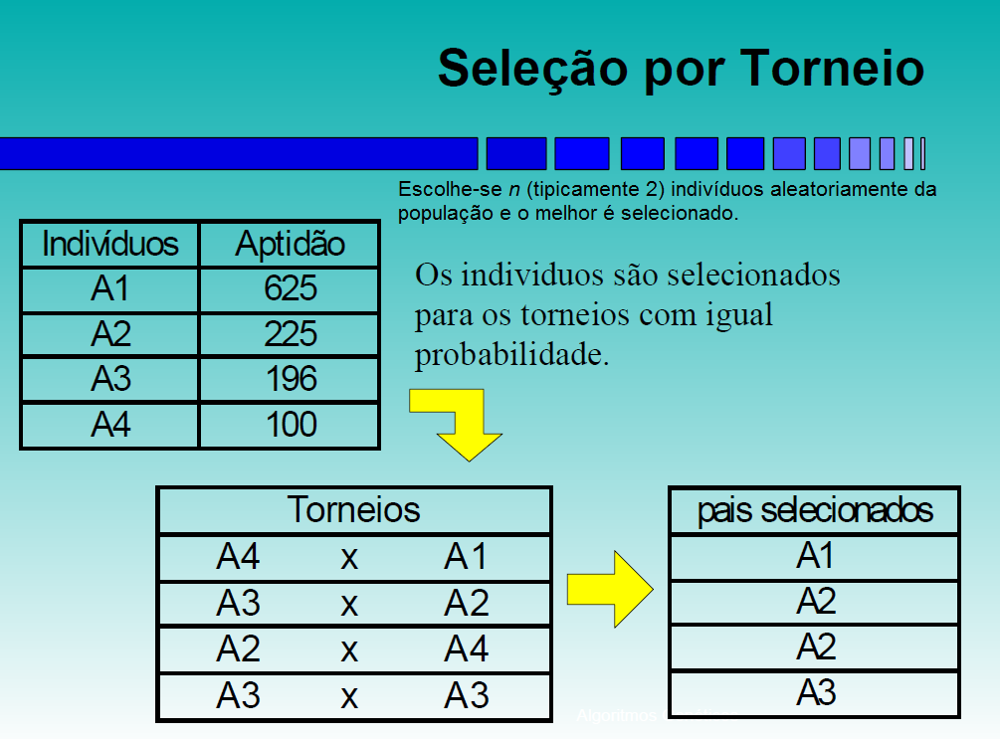 Seleção por Torneio
Escolhe-se n (tipicamente 2) indivíduos aleatoriamente da
população e o melhor é selecionado.
Indivíduos Aptidão
A1 625
A2 225
A3 196
A4 100
Os individuos são selecionados
para os torneios com igual
probabilidade.
Torneios
A4 x A1
A3 x A2
A2 x A4
A3 x A3
pais selecionados
A1
A2
A2
A3
Algoritmos